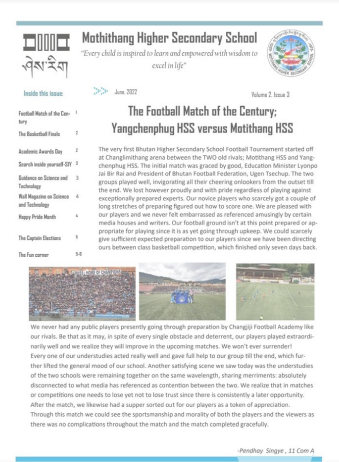 Mothithang Higher Secondary School
"Every child is inspired to learn and empowered with wisdom to
excel in life"
ཤེས་རིག
Inside this issue:
Football Match of the Cen-
tury 1
The Basketball Finals 2
Academic Awards Day 2
Search inside yourself-SIY 3
Guidance on Science and
Technology 3
Wall Magazine on Science
and Technology 4
Happy Pride Month 4
The Captain Elections 5
The Fun corner 5-6
June, 2022
Volume 2, Issue 3
The Football Match of the Century;
Yangchenphug HSS versus Motithang HSS
The very first Bhutan Higher Secondary School Football Tournament started off
at Changlimithang arena between the TWO old rivals; Motithang HSS and Yang-
chenphug HSS. The initial match was graced by good, Education Minister Lyonpo
Jai Bir Rai and President of Bhutan Football Federation, Ugen Tsechup. The two
groups played well, invigorating all their cheering onlookers from the outset till
the end. We lost however proudly and with pride regardless of playing against
exceptionally prepared experts. Our novice players who scarcely got a couple of
long stretches of preparing figured out how to score one. We are pleased with
our players and we never felt embarrassed as referenced amusingly by certain
media houses and writers. Our football ground isn't at this point prepared or ap-
propriate for playing since it is as yet going through upkeep. We could scarcely
give sufficient expected preparation to our players since we have been directing
ours between class basketball competition, which finished only seven days back.
We never had any public players presently going through preparation by Changjiji Football Academy like
our rivals. Be that as it may, in spite of every single obstacle and deterrent, our players played extraordi-
narily well and we realize they will improve in the upcoming matches. We won't ever surrender!
Every one of our understudies acted really well and gave full help to our group till the end, which fur-
ther lifted the general mood of our school. Another satisfying scene we saw today was the understudies
of the two schools were remaining together on the same wavelength, sharing merriments; absolutely
disconnected to what media has referenced as contention between the two. We realize that in matches
or competitions one needs to lose yet not to lose trust since there is consistently a later opportunity.
After the match, we likewise had a supper sorted out for our players as a token of appreciation.
Through this match we could see the sportsmanship and morality of both the players and the viewers as
there was no complications throughout the match and the match completed gracefully.
-Pendhay Singye , 11 Com A